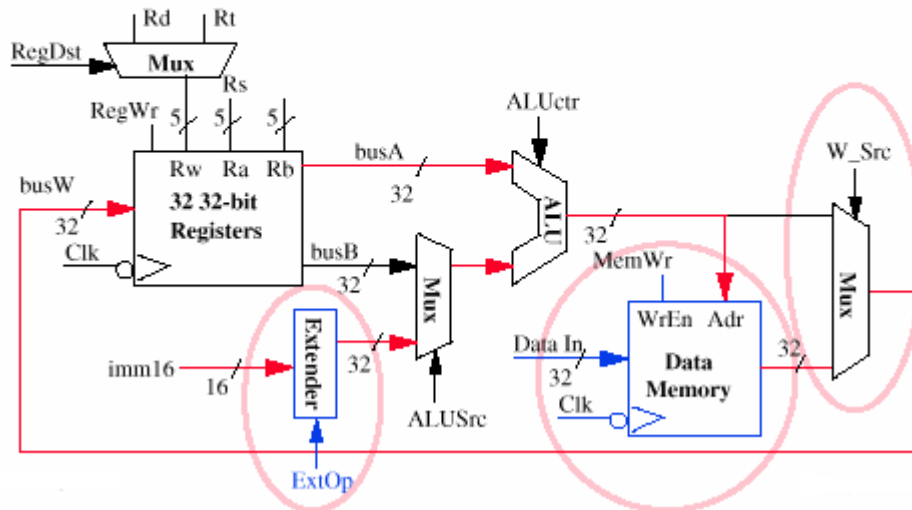 Rd Rt
RegDst
Mux
Rs
RegWr
5 5 5
ALUctr
busA
W_Src
Rw Ra Rb
32
busW
32
32 32-bit
Registers
ALU
32
Clk
busB
32
Mux
MemWr
Mux
WrEn Adr
Extender
32
Data In
32
Data
Memory
32
imm16
16
Clk
ALUSrc
ExtOp